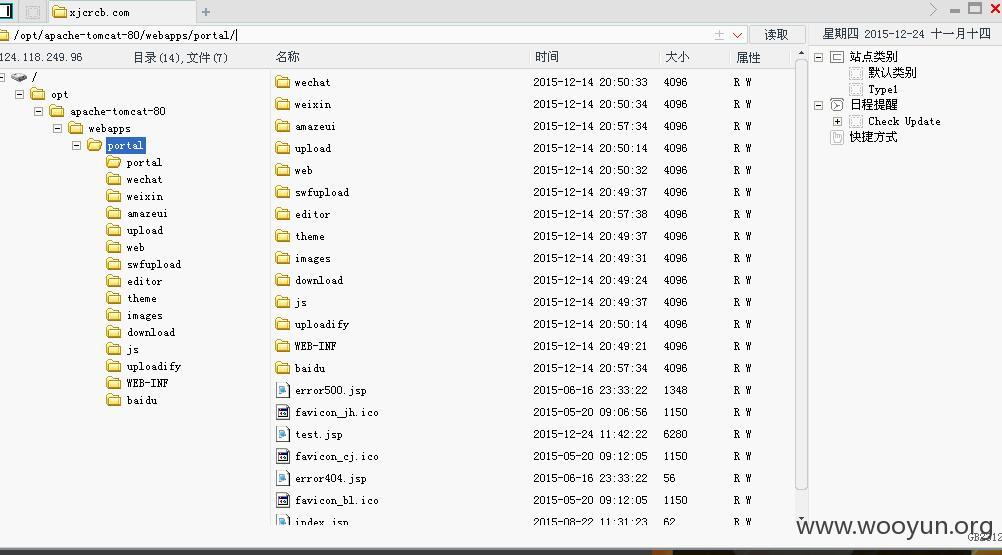 xjcrcb.com
/opt/apache-tomcat-80/webapps/portal/
读取
星期四 2015-12-24 十一月十四
124.118.249.96
目录(14),文件(7)
名称
时间
大小
属性
/
opt
apache-tomcat-80
webapps
portal
portal
wechat
weixin
amazeui
upload
web
swfupload
editor
theme
images
download
js
uploadify
WEB-INF
baidu
wechat 2015-12-14 20:50:33 4096 R W
weixin 2015-12-14 20:50:34 4096 R W
amazeui 2015-12-14 20:57:34 4096 R W
upload 2015-12-14 20:50:14 4096 R W
web 2015-12-14 20:50:32 4096 R W
swfupload 2015-12-14 20:49:37 4096 R W
editor 2015-12-14 20:57:38 4096 R W
theme 2015-12-14 20:49:37 4096 R W
images 2015-12-14 20:49:31 4096 R W
download 2015-12-14 20:49:24 4096 R W
js 2015-12-14 20:49:37 4096 R W
uploadify 2015-12-14 20:50:14 4096 R W
WEB-INF 2015-12-14 20:49:21 4096 R W
baidu 2015-12-14 20:57:34 4096 R W
error500.jsp 2015-06-16 23:33:22 1348 R W
favicon_jh.ico 2015-05-20 09:06:56 1150 R W
test.jsp 2015-12-24 11:42:22 6280 R W
favicon_cj.ico 2015-05-20 09:12:05 1150 R W
error404.jsp 2015-06-16 23:33:22 56 R W
favicon_bl.ico 2015-05-20 09:12:05 1150 R W
index.jsp 2015-08-22 11:31:23 62 R W
站点类别
默认类别
Type1
日程提醒
Check Update
快捷方式
www.wooyun.org
GB2312